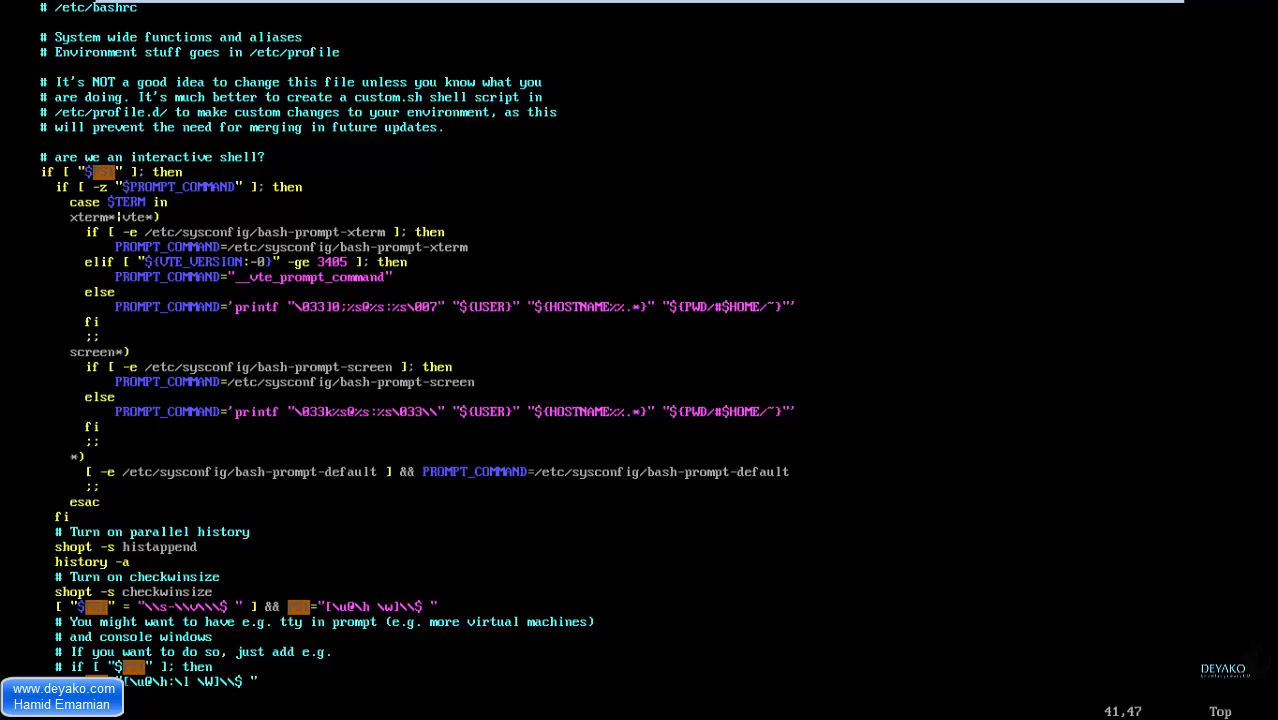 # /etc/bashrc
# System wide functions and aliases
# Environment stuff goes in /etc/profile
# It's NOT a good idea to change this file unless you know what you
# are doing. It's much better to create a custom.sh shell script in
# /etc/profile.d/ to make custom changes to your environment, as this
# will prevent the need for merging in future updates.
# are we an interactive shell?
if [ "$" ]; then
if [ -z "$PROMPT_COMMAND" ]; then
case $TERM in
xterm*|vte*)
if [ -e /etc/sysconfig/bash-prompt-xterm ]; then
PROMPT_COMMAND=/etc/sysconfig/bash-prompt-xterm
elif [ "${VTE_VERSION:-0}" -ge 3405 ]; then
PROMPT_COMMAND="__vte_prompt_command"
else
PROMPT_COMMAND='printf "\033]0;%s@%s:%s\007" "${USER}" "${HOSTNAME%%.*}" "${PWD/#$HOME/~}"'
fi
;;
screen*)
if [ -e /etc/sysconfig/bash-prompt-screen ]; then
PROMPT_COMMAND=/etc/sysconfig/bash-prompt-screen
else
PROMPT_COMMAND='printf "\033k%s@%s:%s\033\\" "${USER}" "${HOSTNAME%%.*}" "${PWD/#$HOME/~}"'
fi
;;
*)
[ -e /etc/sysconfig/bash-prompt-default ] && PROMPT_COMMAND=/etc/sysconfig/bash-prompt-default
;;
esac
fi
# Turn on parallel history
shopt -s histappend
history -a
# Turn on checkwinsize
shopt -s checkwinsize
[ "$" = "\\s-\\v\\\$ " ] && ="[\u@\h \w]\\$ "
# You might want to have e.g. tty in prompt (e.g. more virtual machines)
# and console windows
# If you want to do so, just add e.g.
# if [ "$" ]; then
"[\u@\h:\l \W]\\$ "
www.deyako.com
Hamid Emamian
DEYAKO
41,47 Top